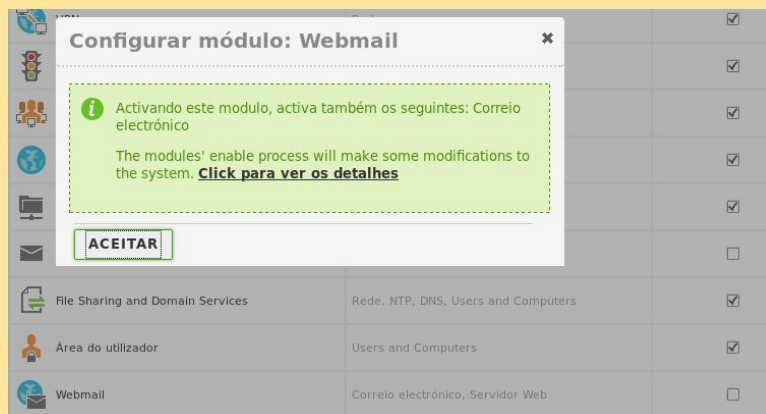 VPN
Configurar módulo: Webmail
Activando este modulo, activa também os seguintes: Correio
electrónico
The modules' enable process will make some modifications to
the system. Click para ver os detalhes
ACEITAR
File Sharing and Domain Services Rede, NTP, DNS, Users and Computers
Área do utilizador Users and Computers
Webmail Correio electrónico, Servidor Web